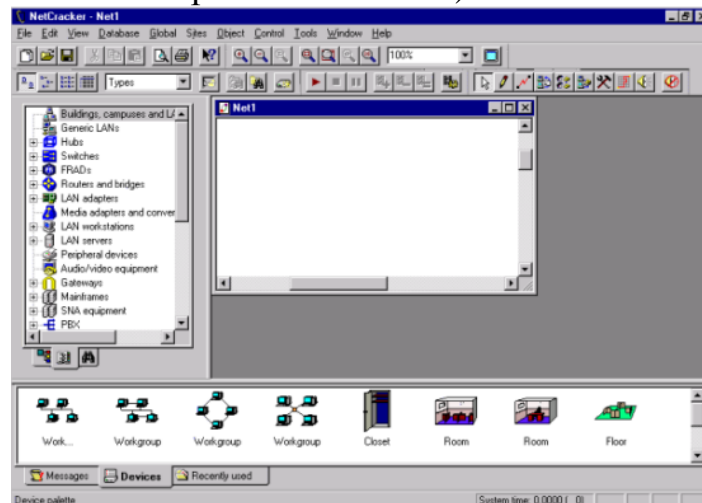 NetCracker - Net1
File Edit View Database Global Sites Object Control Tools Window Help
100%
Types
Buildings, campuses and LA
Generic LANs
Hubs
Switches
FRADs
Routers and bridges
LAN adapters
Media adapters and conver
LAN workstations
LAN servers
Peripheral devices
Audio/video equipment
Gateways
Mainframes
SNA equipment
PBX
Net1
Work... Workgroup Workgroup Workgroup Closet Room Room Floor
Messages Devices Recently used
Device palette System time: 0.0000 ( 0)